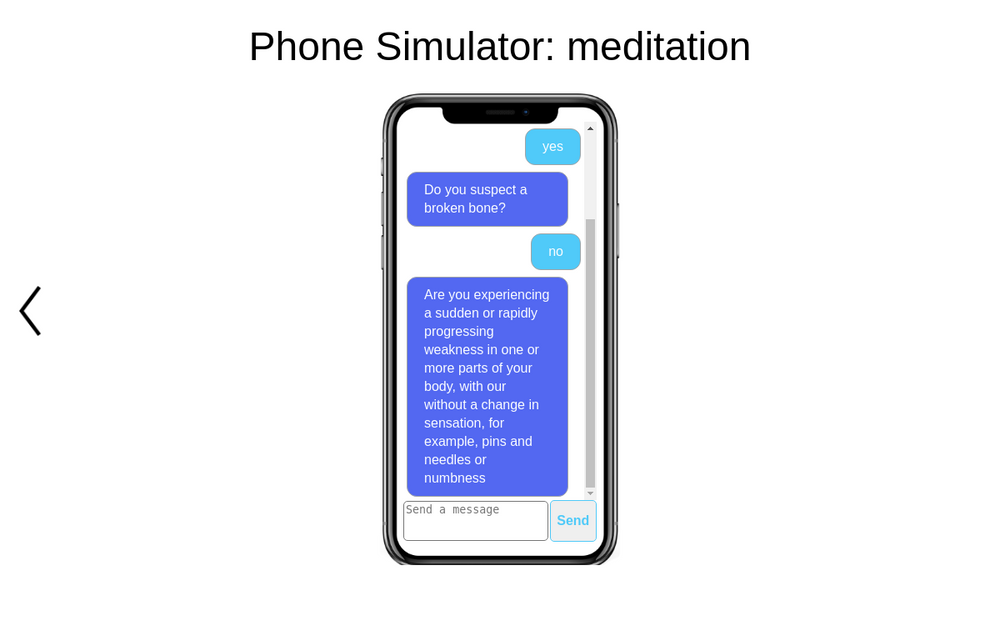 Phone Simulator: meditation
yes
Do you suspect a
broken bone?
no
Are you experiencing
a sudden or rapidly
progressing
weakness in one or
more parts of your
body, with our
without a change in
sensation, for
example, pins and
needles or
numbness
Send a message
Send